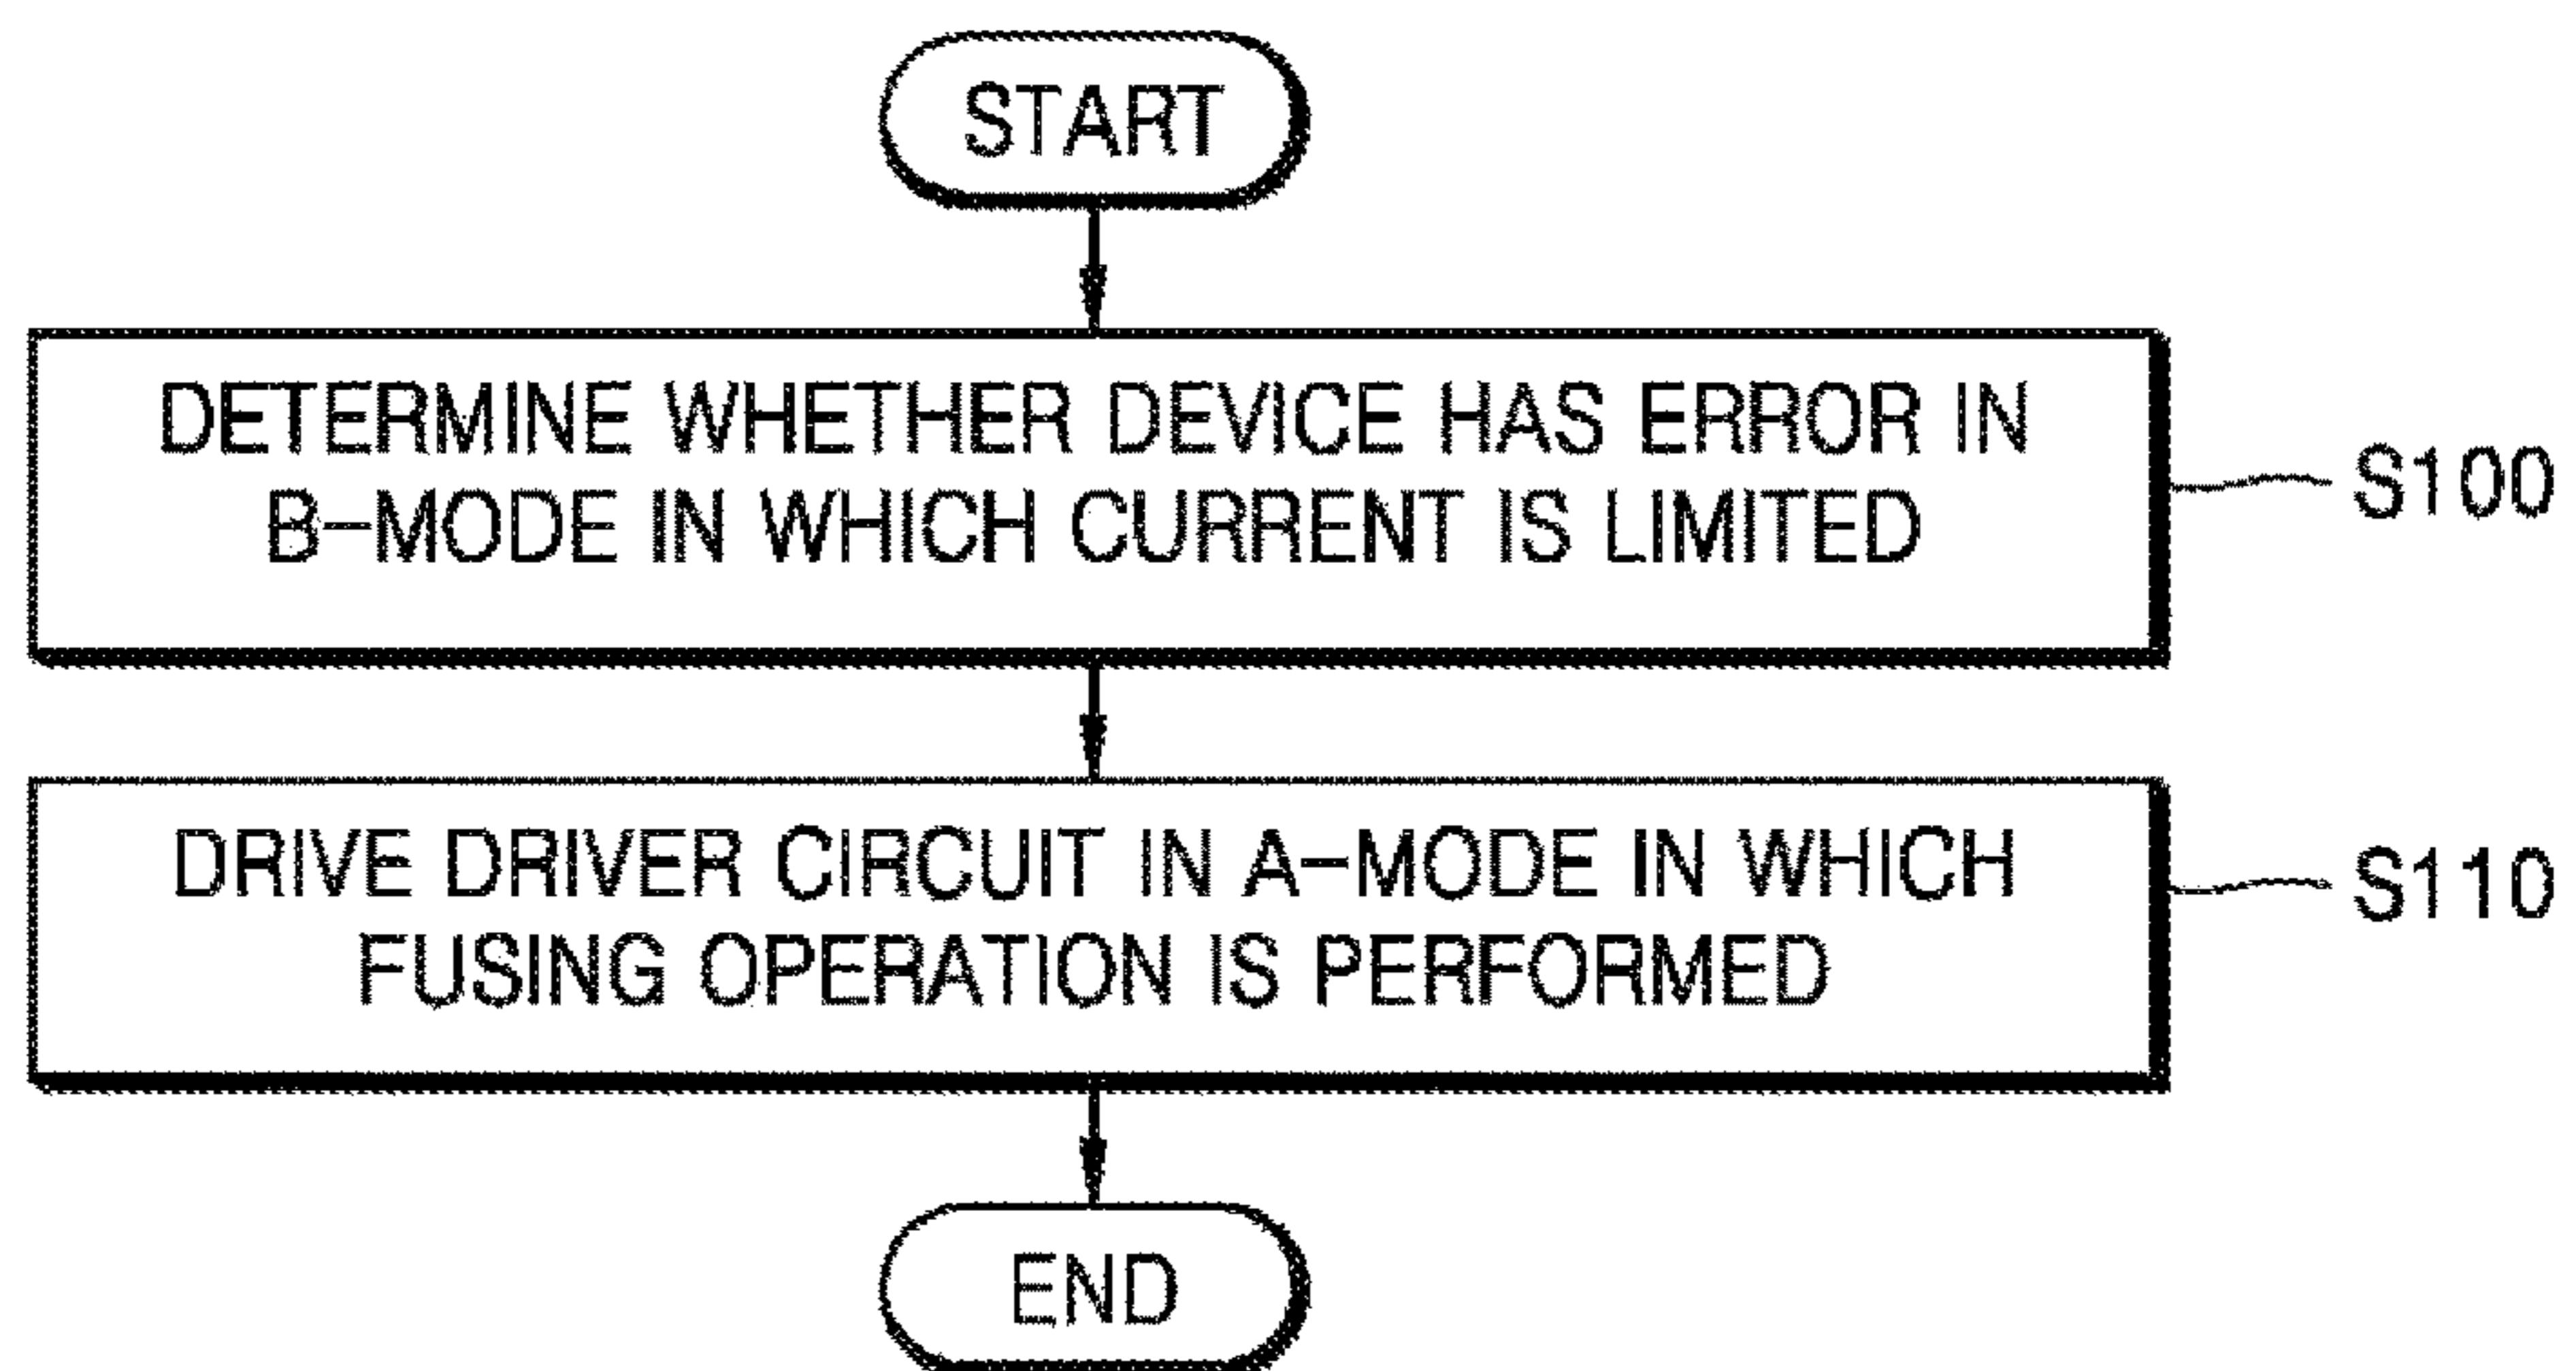 START
DETERMINE WHETHER DEVICE HAS ERROR IN
B-MODE IN WHICH CURRENT IS LIMITED
S100
DRIVE DRIVER CIRCUIT IN A-MODE IN WHICH
FUSING OPERATION IS PERFORMED
S110
END